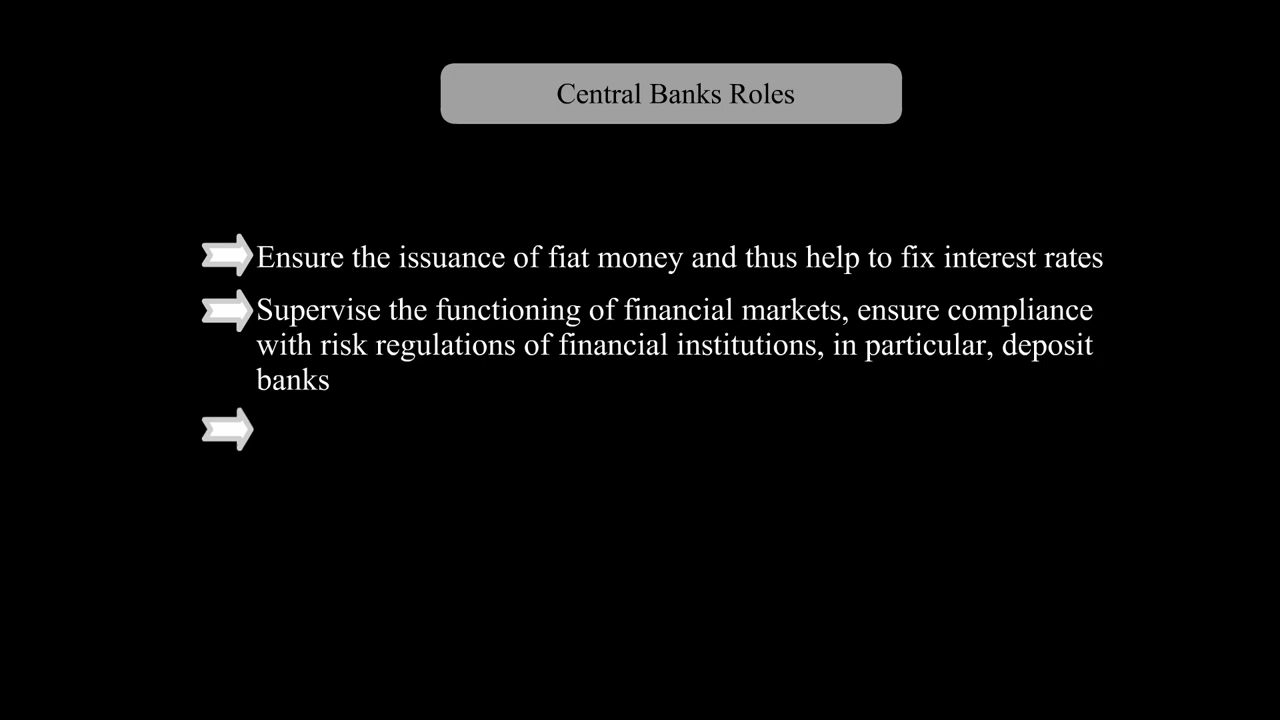 Central Banks Roles
Ensure the issuance of fiat money and thus help to fix interest rates
Supervise the functioning of financial markets, ensure compliance
with risk regulations of financial institutions, in particular, deposit
banks